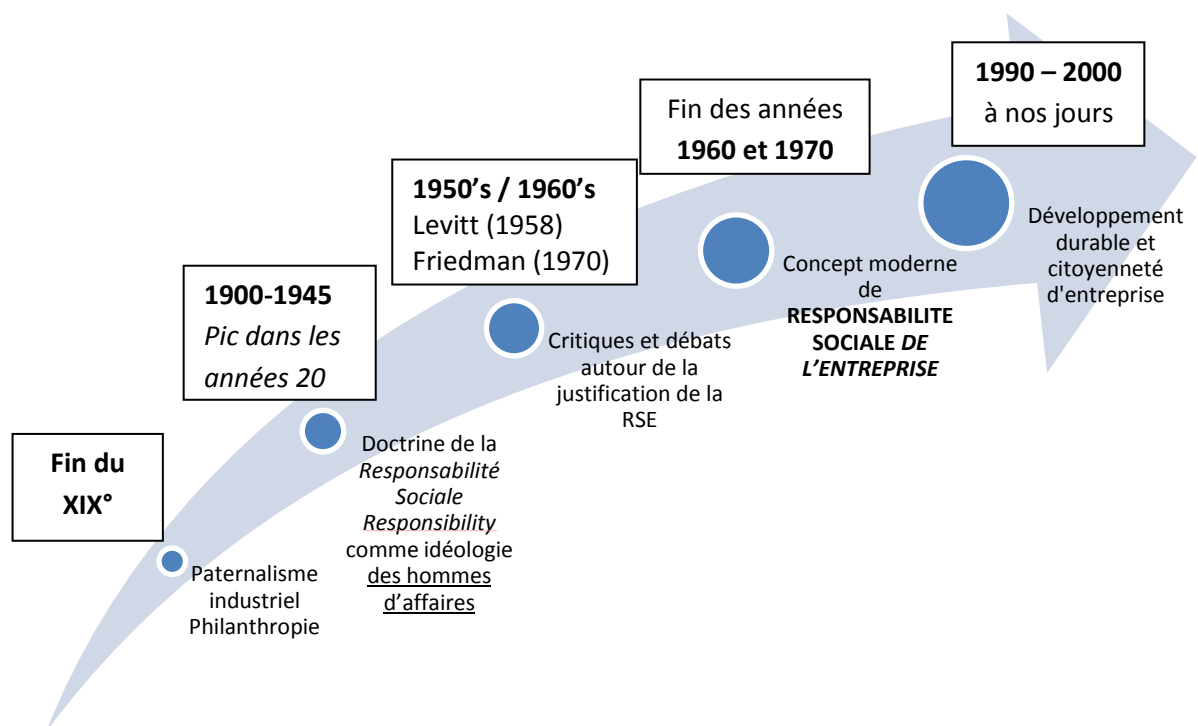 Fin du
XIX°
Paternalisme
industriel
Philanthropie
1900-1945
Pic dans les
années 20
Doctrine de la
Responsabilité
Sociale
Responsibility
comme idéologie
des hommes
d’affaires
1950’s / 1960’s
Levitt (1958)
Friedman (1970)
Critiques et débats
autour de la
justification de la
RSE
Fin des années
1960 et 1970
Concept moderne
de
RESPONSABILITE
SOCIALE DE
L’ENTREPRISE
1990 – 2000
à nos jours
Développement
durable et
citoyenneté
d'entreprise